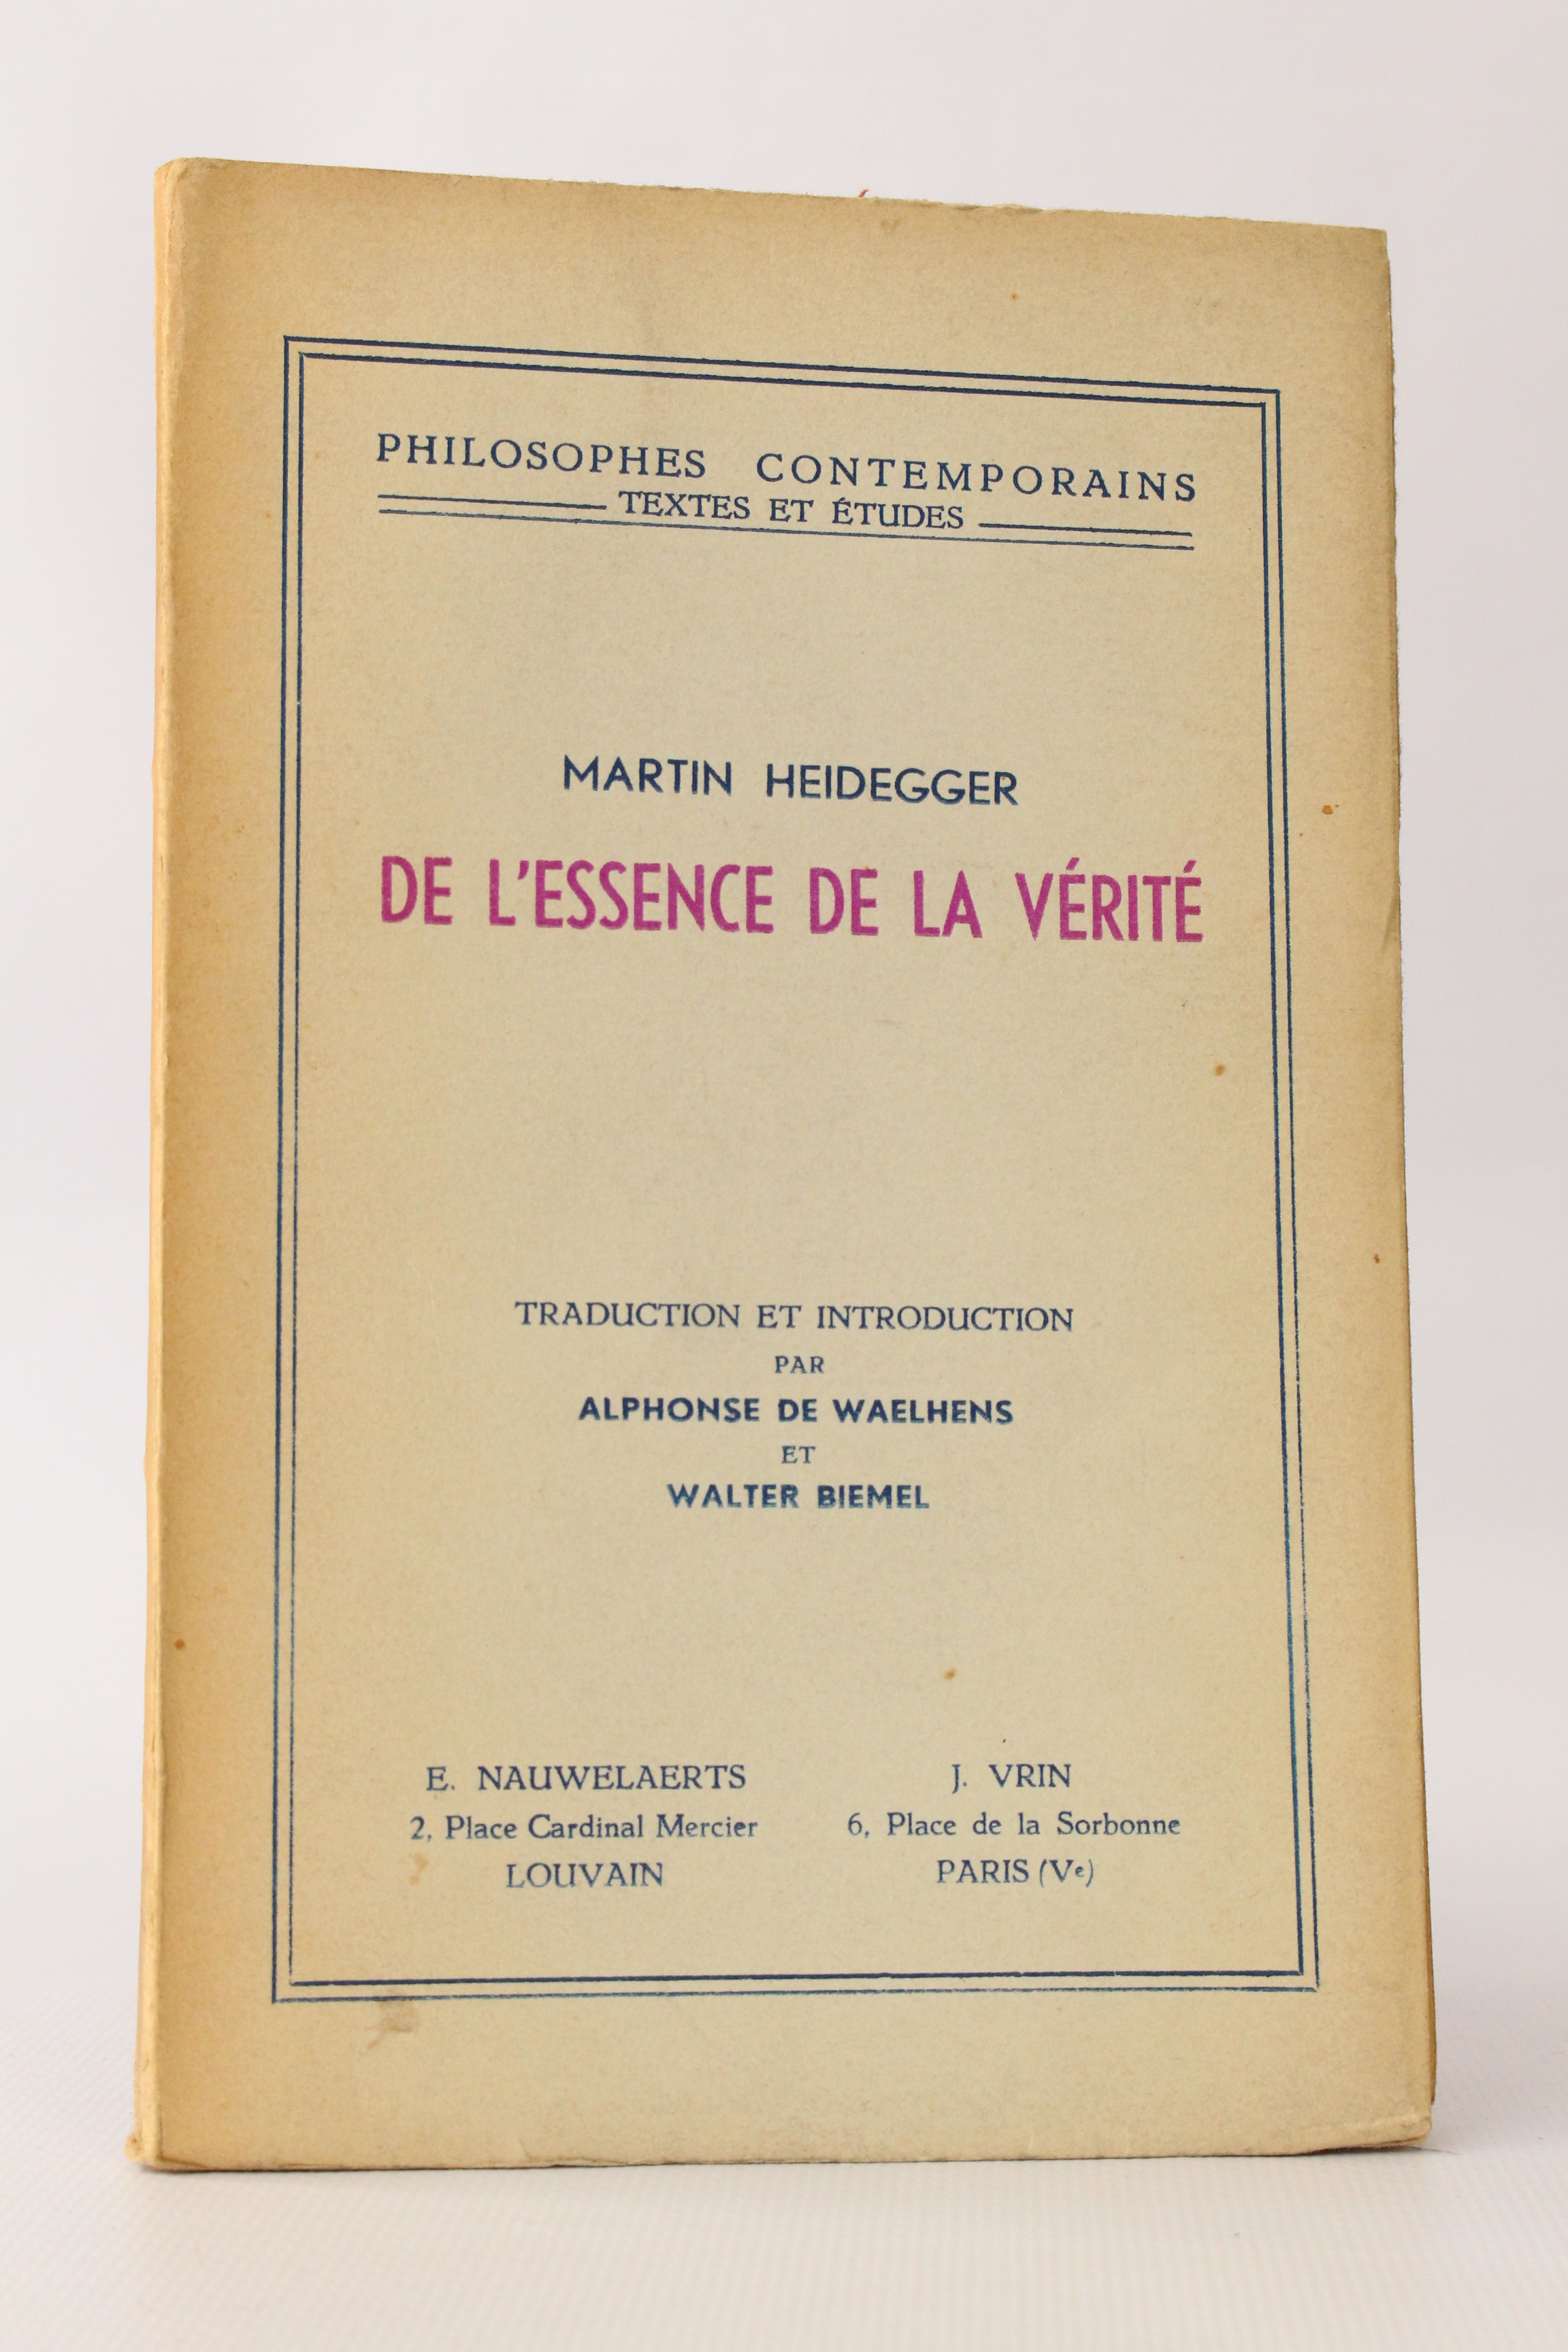 PHILOSOPHES CONTEMPORAINS
TEXTES ET ÉTUDES
MARTIN HEIDEGGER
DE L'ESSENCE DE LA VÉRITÉ
TRADUCTION ET INTRODUCTION
PAR
ALPHONSE DE WAELHENS
ET
WALTER BIEMEL
E. NAUWELAERTS
2, Place Cardinal Mercier
LOUVAIN
J. VRIN
6, Place de la Sorbonne
PARIS (Vᵉ)